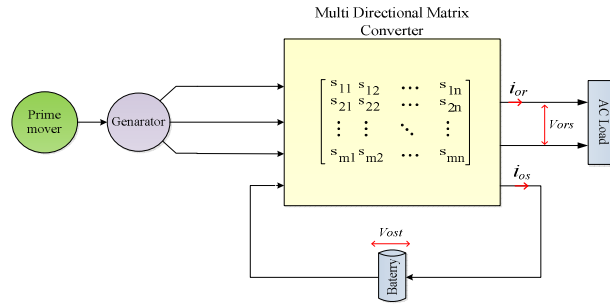 Multi Directional Matrix
Converter
Prime
mover
Genarator
s11 s12 ⋯ s1n
s21 s22 ⋯ s2n
⋮ ⋮ ⋱ ⋮
sm1 sm2 ⋯ smn
ior
Vors
AC Load
ios
Vost
Baterry